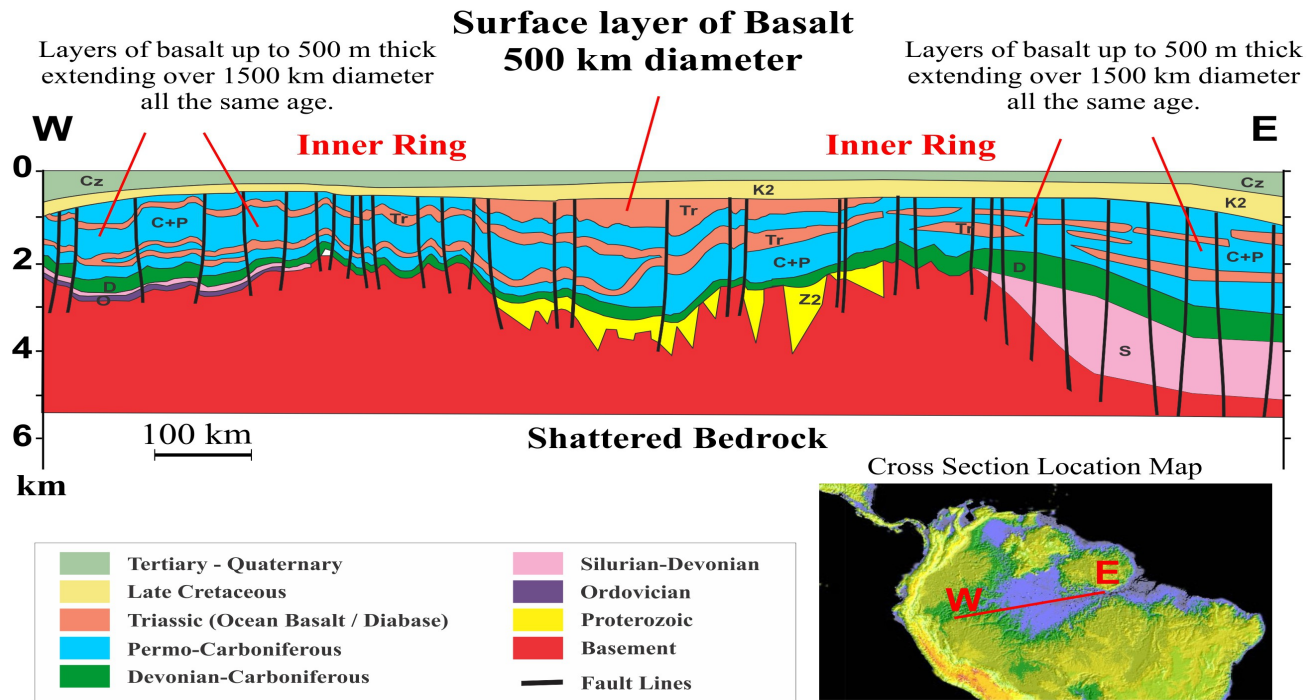 Surface layer of Basalt
500 km diameter
Layers of basalt up to 500 m thick
extending over 1500 km diameter
all the same age.
Layers of basalt up to 500 m thick
extending over 1500 km diameter
all the same age.
W
E
Inner Ring
Inner Ring
0
2
4
6
km
Cz
Cz
K2
K2
Tr
Tr
Tr
Tr
C+P
C+P
C+P
D
O
D
Z2
S
100 km
Shattered Bedrock
Cross Section Location Map
W
E
Tertiary - Quaternary
Late Cretaceous
Triassic (Ocean Basalt / Diabase)
Permo-Carboniferous
Devonian-Carboniferous
Silurian-Devonian
Ordovician
Proterozoic
Basement
Fault Lines